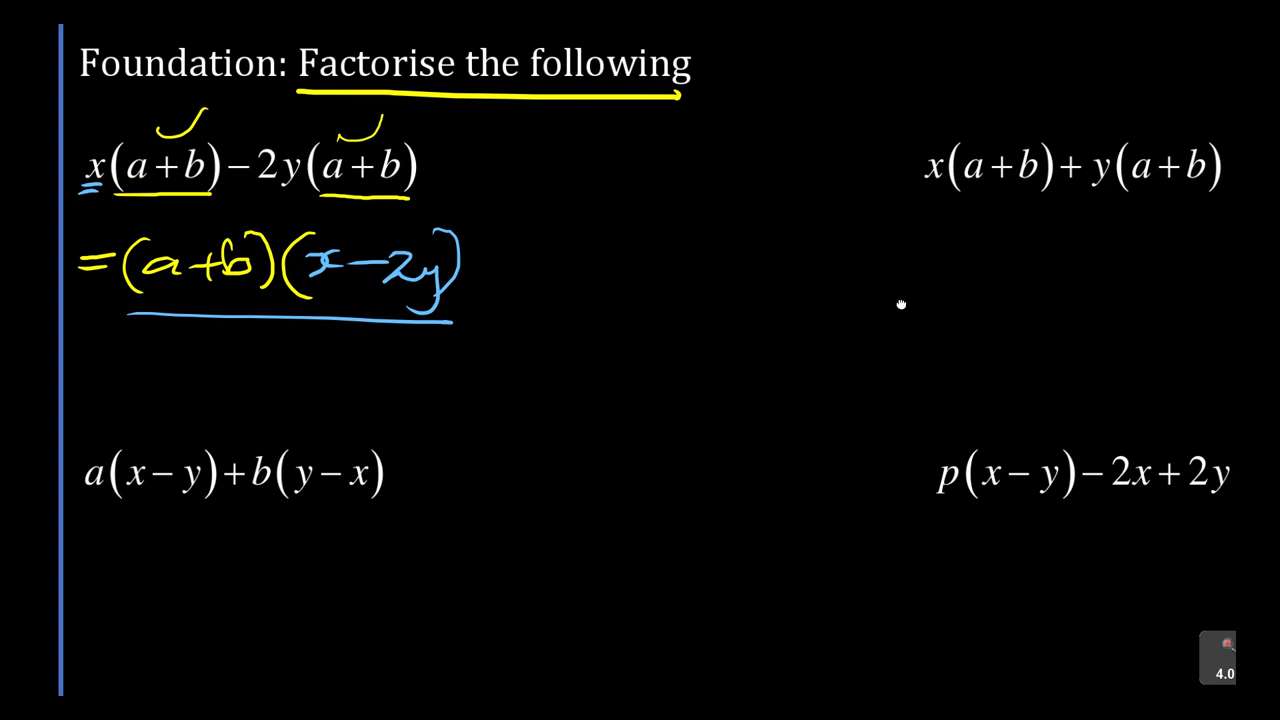 Foundation: Factorise the following
x(a+b)−2y(a+b)
x(a+b)+y(a+b)
=(a+b)(x−2y)
a(x−y)+b(y−x)
p(x−y)−2x+2y
4.0